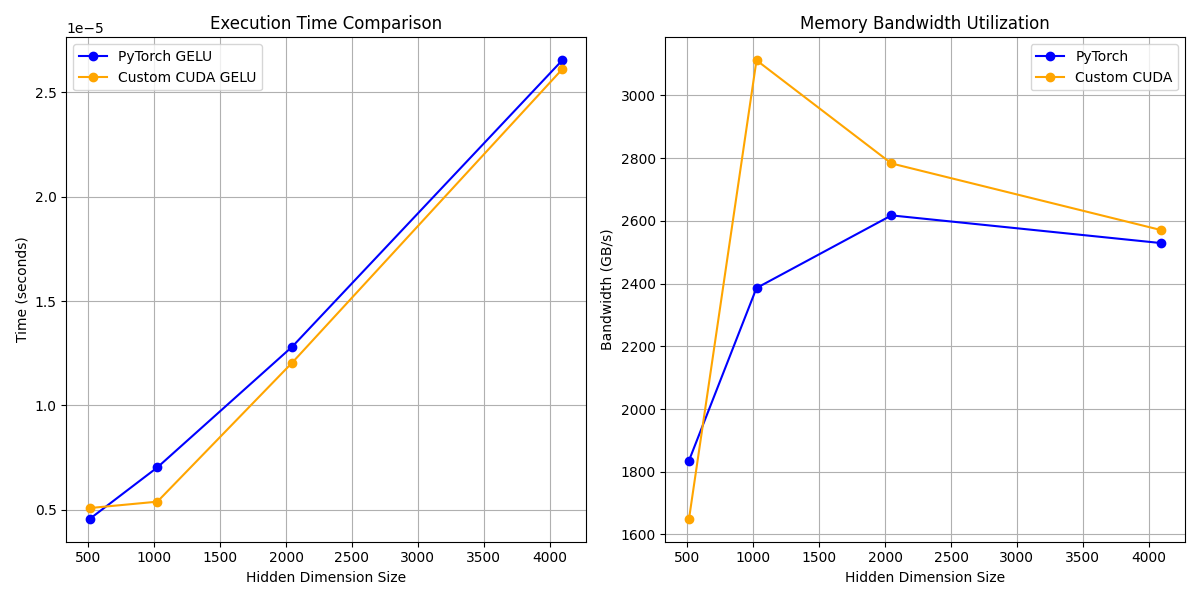 Execution Time Comparison
1e−5
PyTorch GELU
Custom CUDA GELU
2.5
2.0
1.5
1.0
0.5
Time (seconds)
500 1000 1500 2000 2500 3000 3500 4000
Hidden Dimension Size
Memory Bandwidth Utilization
PyTorch
Custom CUDA
3000
2800
2600
2400
2200
2000
1800
1600
Bandwidth (GB/s)
500 1000 1500 2000 2500 3000 3500 4000
Hidden Dimension Size